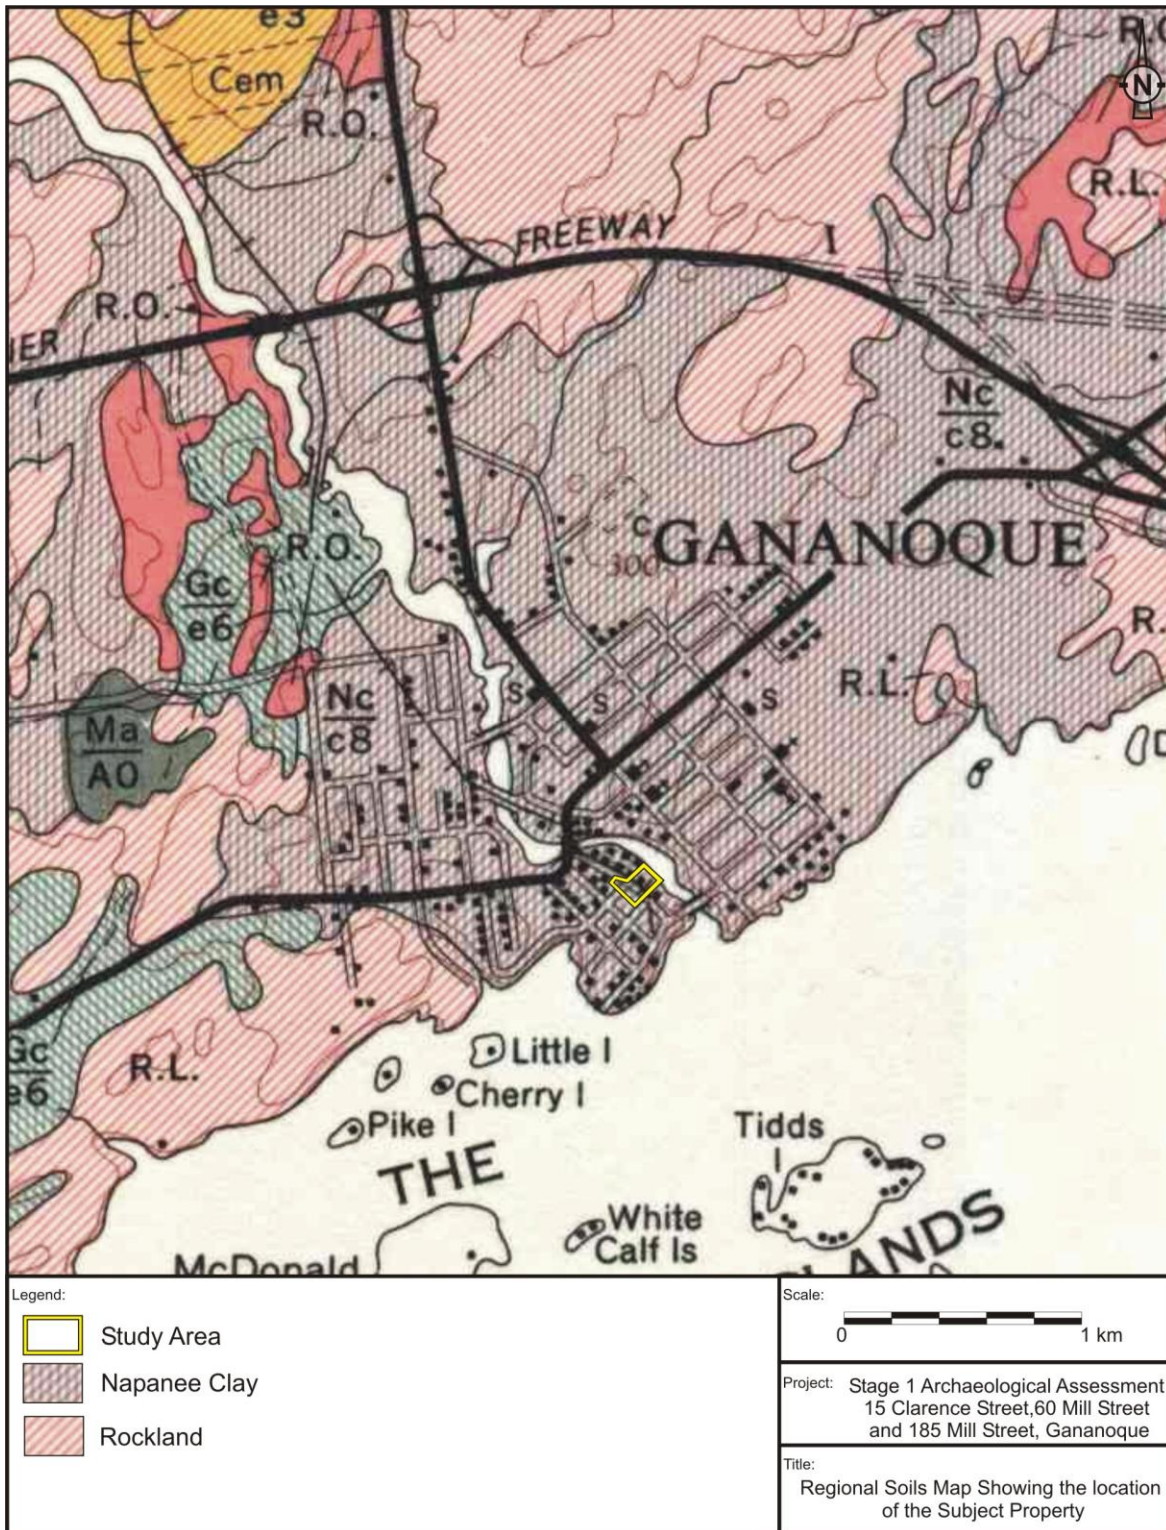 e3
Cem
R.O.
N
R.L.
FREEWAY
I
R.O.
IER
Nc
c8
C
GANANOQUE
300
R.O.
Gc
e6
R.
R.L.
Nc
c8
S
S
S
Ma
A0
Gc
e6
R.L.
Little I
Cherry I
Pike I
THE
Tidds
I
White
Calf Is
McDonald
ANDS
Legend:
Study Area
Napanee Clay
Rockland
Scale:
0 1 km
Project: Stage 1 Archaeological Assessment
15 Clarence Street,60 Mill Street
and 185 Mill Street, Gananoque
Title:
Regional Soils Map Showing the location
of the Subject Property